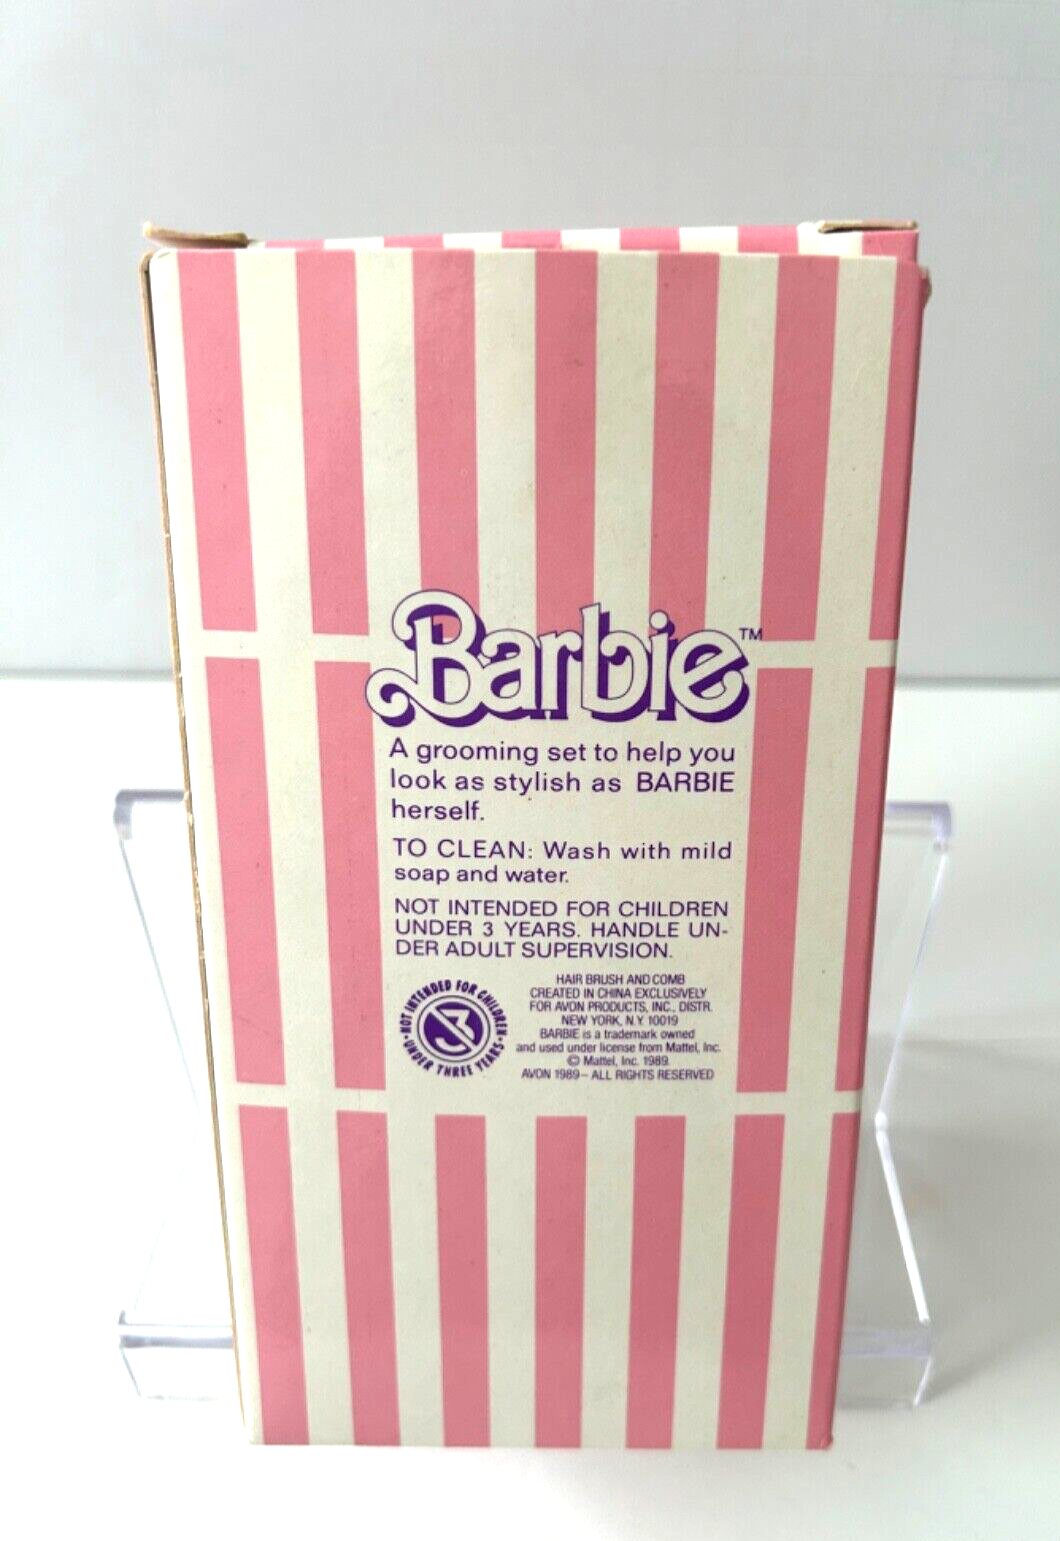 Barbie™
A grooming set to help you
look as stylish as BARBIE
herself.
TO CLEAN: Wash with mild
soap and water.
NOT INTENDED FOR CHILDREN
UNDER 3 YEARS. HANDLE UN-
DER ADULT SUPERVISION.
NOT INTENDED FOR CHILDREN
• UNDER THREE YEARS •
3
HAIR BRUSH AND COMB
CREATED IN CHINA EXCLUSIVELY
FOR AVON PRODUCTS, INC., DISTR.
NEW YORK, N.Y. 10019
BARBIE is a trademark owned
and used under license from Mattel, Inc.
© Mattel, Inc. 1989.
AVON 1989 – ALL RIGHTS RESERVED